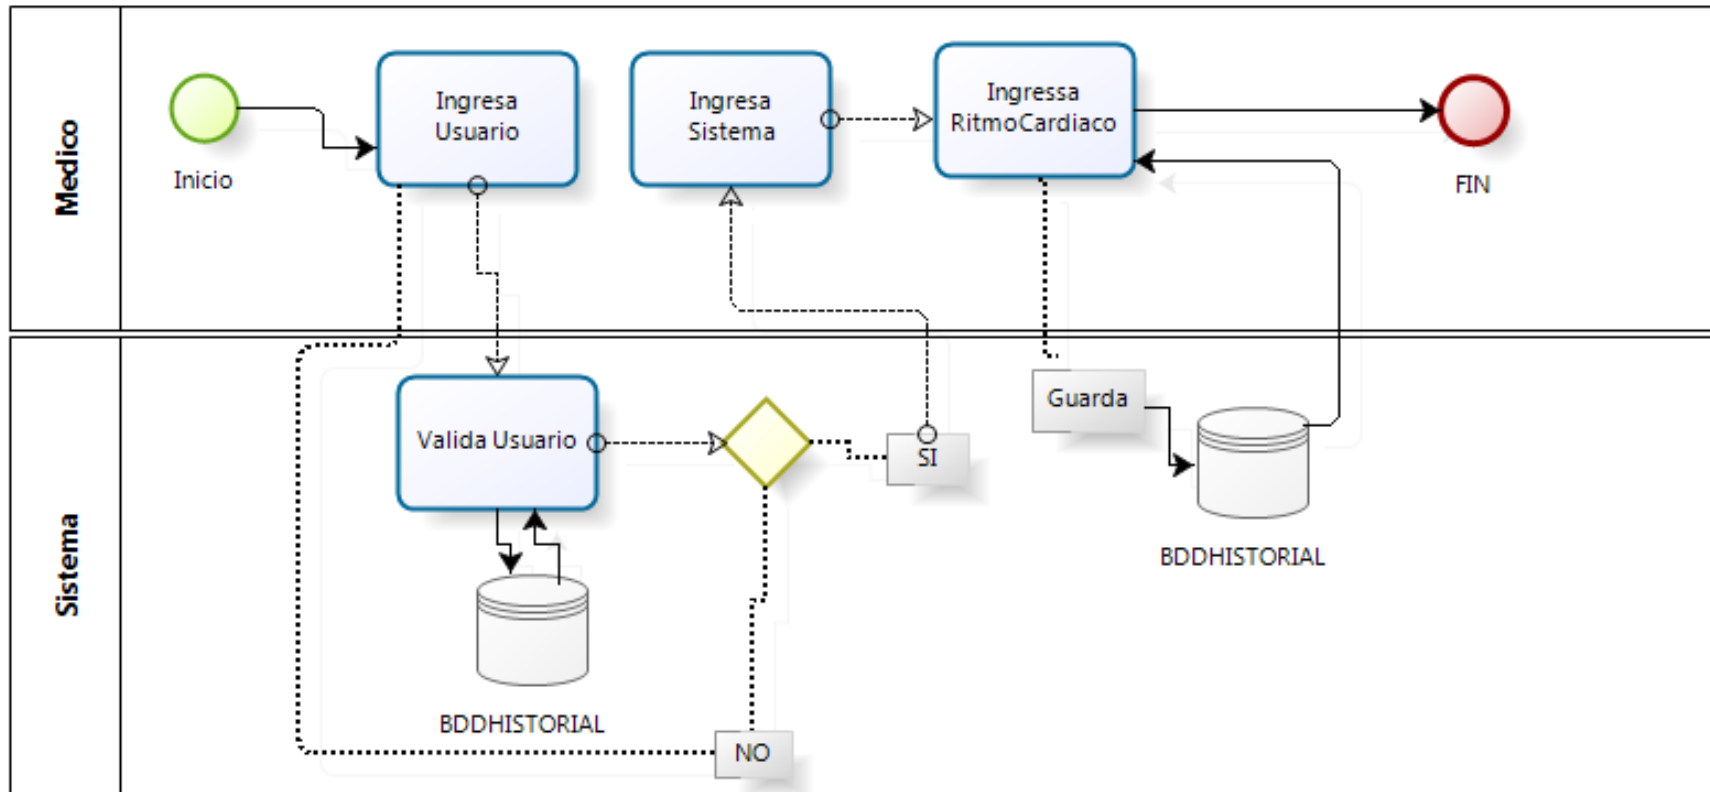 Medico
Inicio
Ingresa
Usuario
Ingresa
Sistema
Ingressa
RitmoCardiaco
FIN
Sistema
Valida Usuario
SI
Guarda
BDDHISTORIAL
BDDHISTORIAL
NO